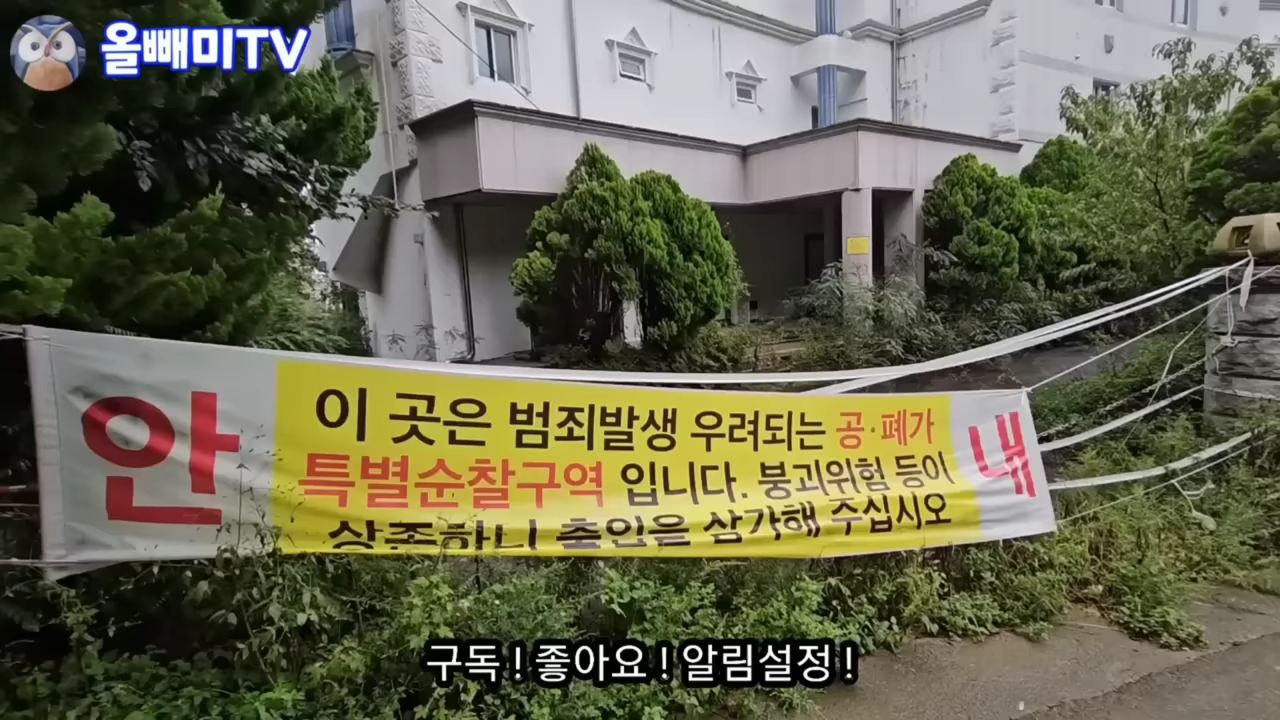 올빼미TV
안내
이 곳은 범죄발생 우려되는 공·폐가
특별순찰구역 입니다. 붕괴위험 등이
상존하니 출입을 삼가해 주십시오
구독! 좋아요! 알림설정!